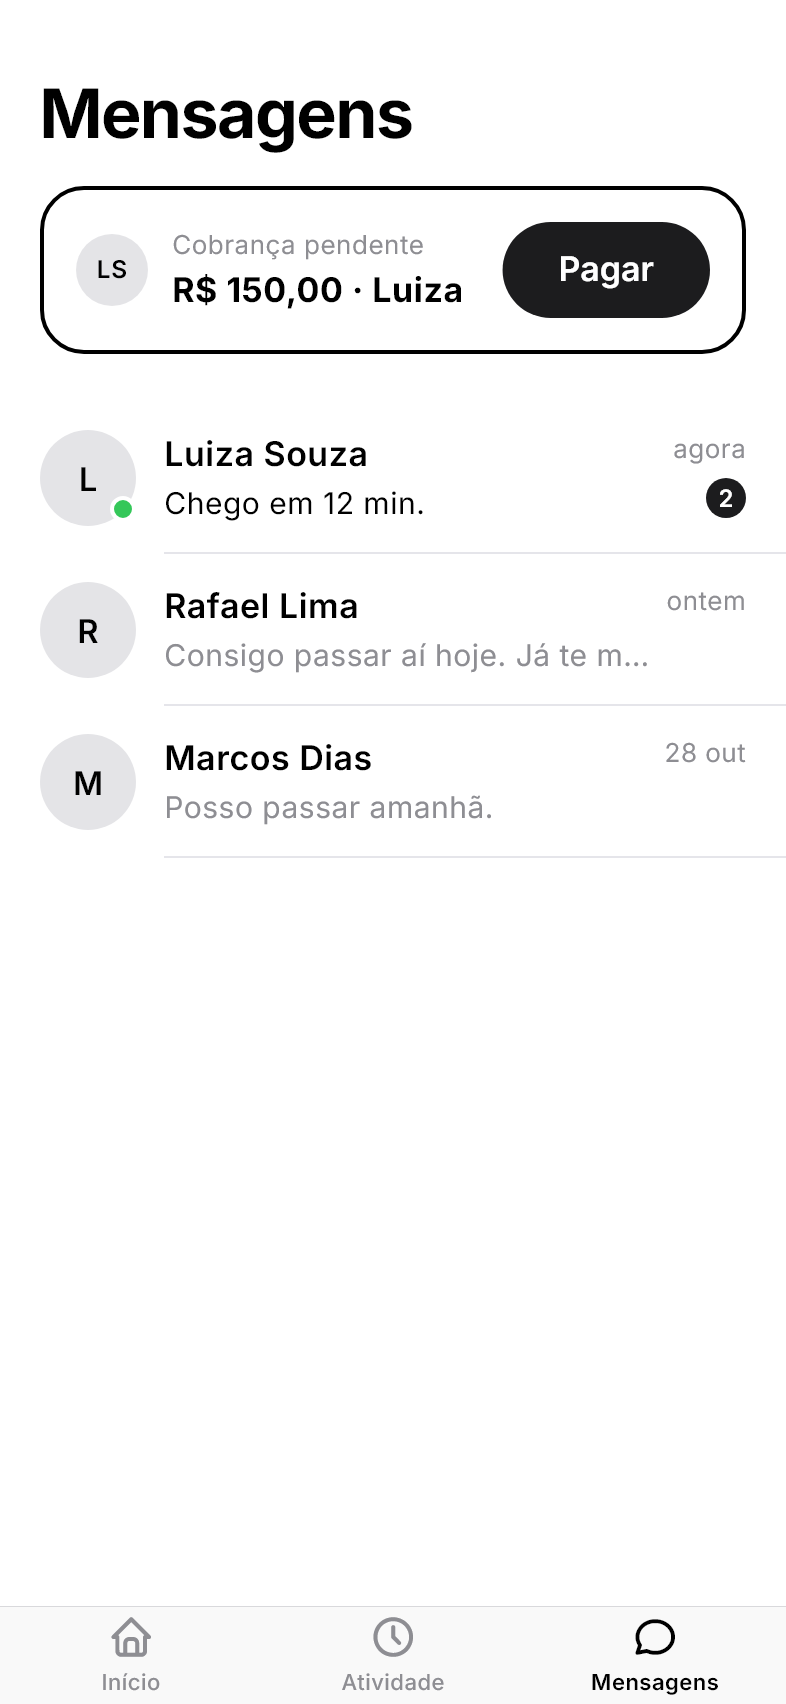 Mensagens
LS
Cobrança pendente
R$ 150,00 · Luiza
Pagar
L
Luiza Souza
agora
Chego em 12 min.
2
R
Rafael Lima
ontem
Consigo passar aí hoje. Já te m...
M
Marcos Dias
28 out
Posso passar amanhã.
Início
Atividade
Mensagens